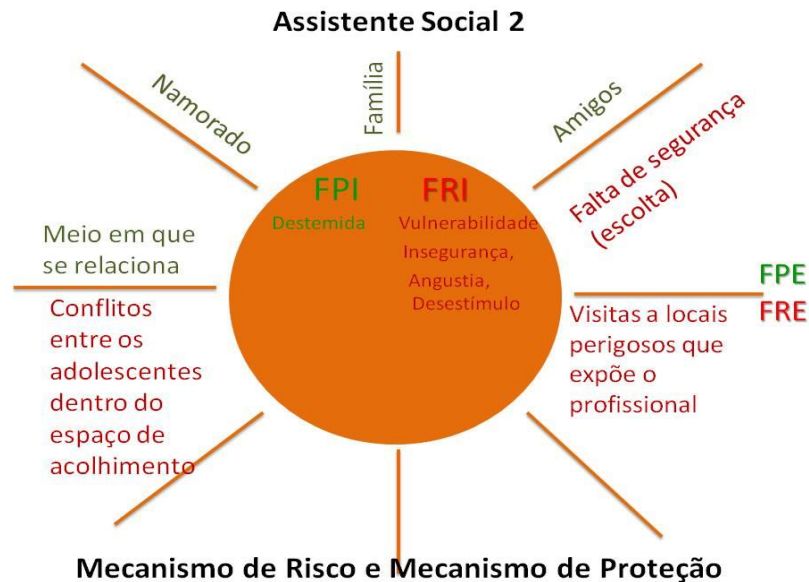 Assistente Social 2
Namorado
Família
Amigos
Falta de segurança
(escolta)
FPI
Destemida
FRI
Vulnerabilidade
Insegurança,
Angustia,
Desestímulo
Meio em que
se relaciona
Conflitos
entre os
adolescentes
dentro do
espaço de
acolhimento
FPE
FRE
Visitas a locais
perigosos que
expõe o
profissional
Mecanismo de Risco e Mecanismo de Proteção